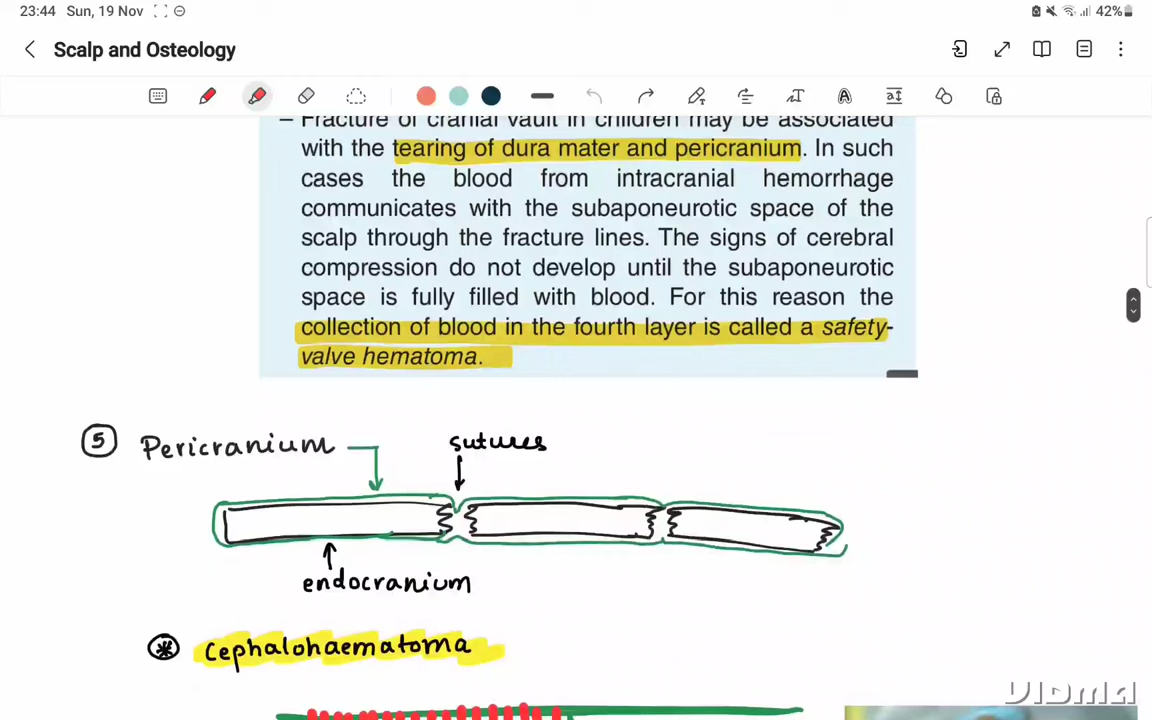 23:44 Sun, 19 Nov
42%
Scalp and Osteology
– Fracture of cranial vault in children may be associated
with the tearing of dura mater and pericranium. In such
cases the blood from intracranial hemorrhage
communicates with the subaponeurotic space of the
scalp through the fracture lines. The signs of cerebral
compression do not develop until the subaponeurotic
space is fully filled with blood. For this reason the
collection of blood in the fourth layer is called a safety-
valve hematoma.
5 Pericranium
sutures
endocranium
Cephalohaematoma
VIDMA